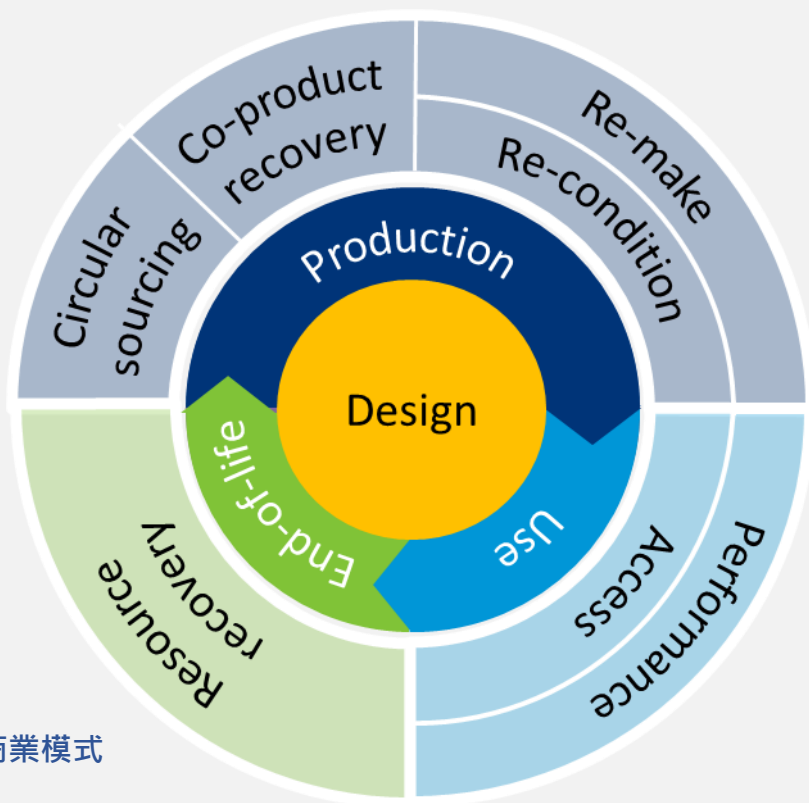 Co-product
recovery
Re-make
Re-condition
Circular
sourcing
Production
Design
End-of-life
Use
Resource
recovery
Access
Performance
商業模式